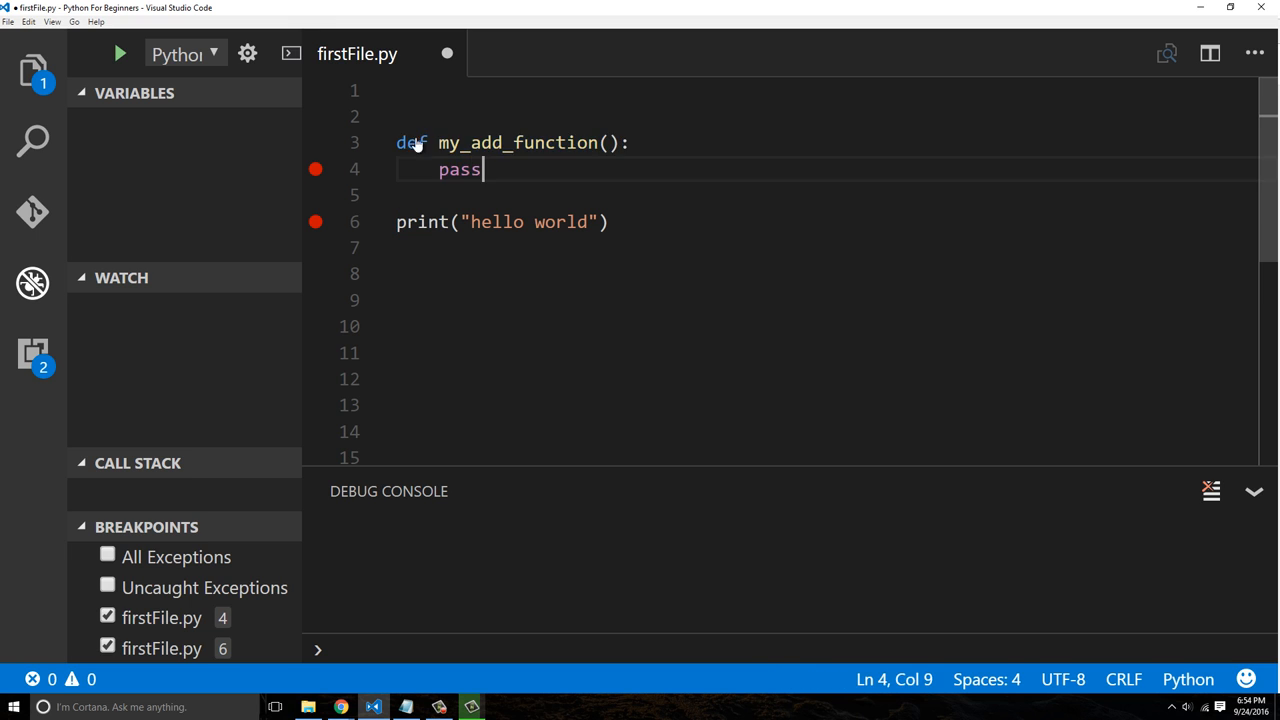 ● firstFile.py - Python For Beginners - Visual Studio Code
File Edit View Go Help
Python
firstFile.py
1
VARIABLES
WATCH
CALL STACK
BREAKPOINTS
All Exceptions
Uncaught Exceptions
firstFile.py 4
firstFile.py 6
2
1
2
3 def my_add_function():
4 pass
5
6 print("hello world")
7
8
9
10
11
12
13
14
15
DEBUG CONSOLE
0 0
Ln 4, Col 9 Spaces: 4 UTF-8 CRLF Python
I'm Cortana. Ask me anything.
6:54 PM
9/24/2016